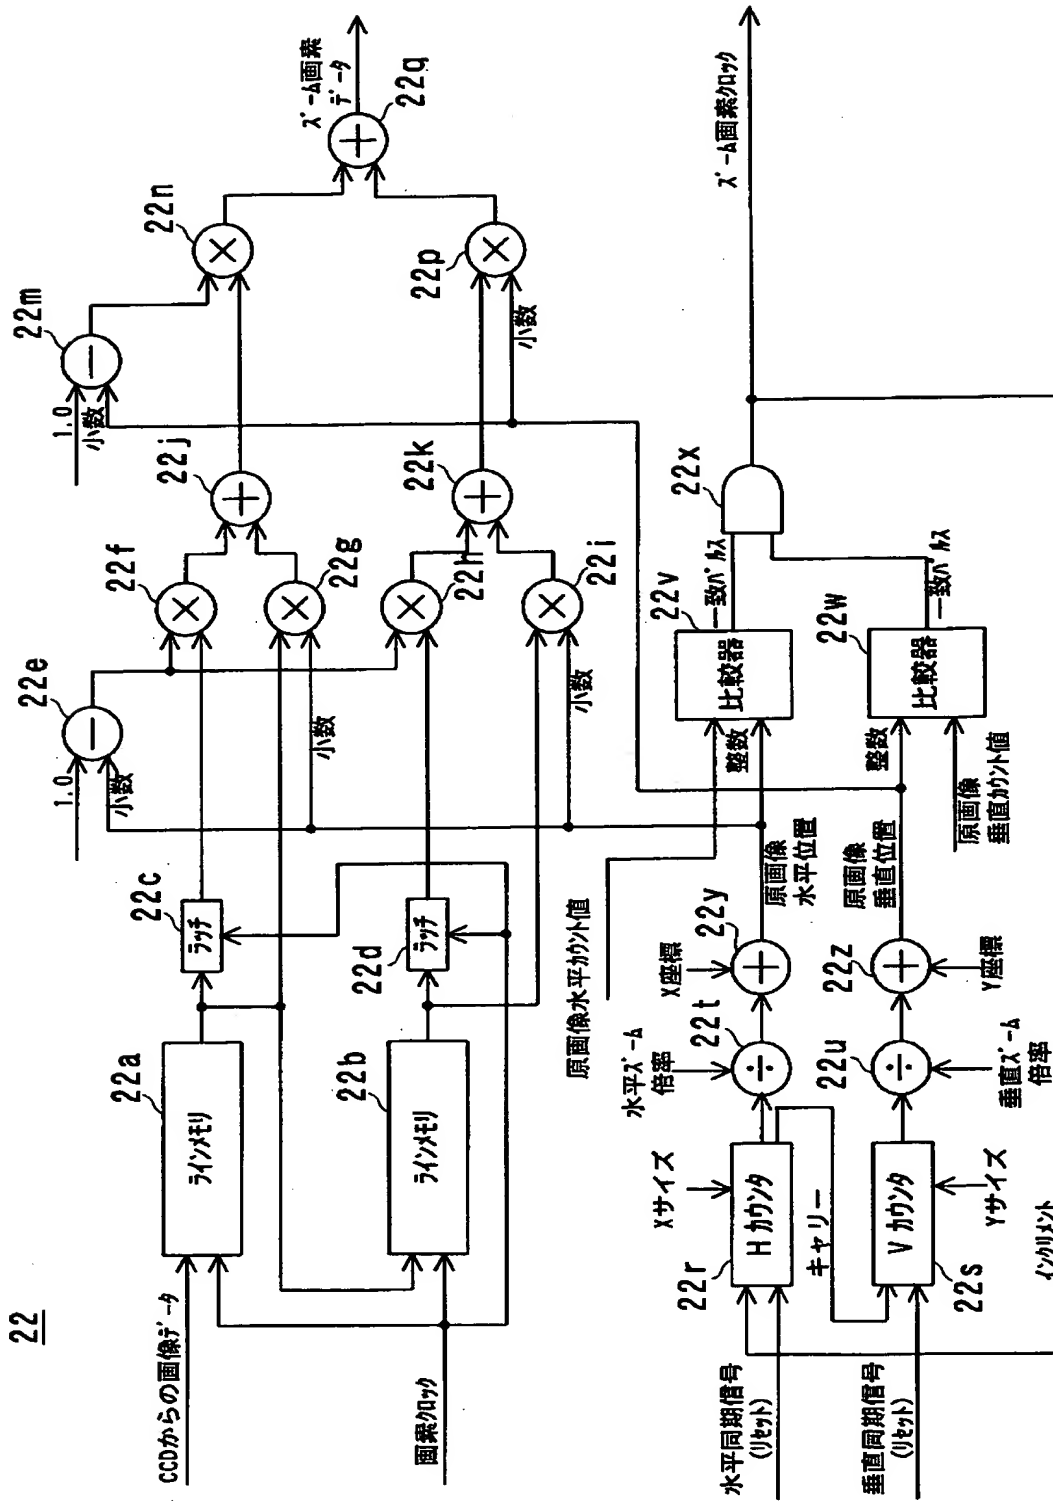 22
CCDからの画像ﾃﾞｰﾀ
画素ｸﾛｯｸ
22a
ﾗｲﾝﾒﾓﾘ
22b
ﾗｲﾝﾒﾓﾘ
22c
ﾗｯﾁ
22d
ﾗｯﾁ
1.0
小数
22e
22f
22g
小数
22h
22i
小数
22j
22k
1.0
小数
22m
22n
22p
小数
22q
ｽﾞｰﾑ画素
ﾃﾞｰﾀ
水平同期信号
(ﾘｾｯﾄ)
垂直同期信号
(ﾘｾｯﾄ)
22r
Hｶｳﾝﾀ
Xサイズ
キャリー
22s
Vｶｳﾝﾀ
Yサイズ
ｲﾝｸﾘﾒﾝﾄ
水平ｽﾞｰﾑ
倍率
22t
22u
垂直ｽﾞｰﾑ
倍率
X座標
22y
22z
Y座標
原画像水平ｶｳﾝﾄ値
原画像
水平位置
原画像
垂直位置
原画像
垂直ｶｳﾝﾄ値
整数
22v
比較器
一致ﾊﾟﾙｽ
整数
22w
比較器
一致ﾊﾟﾙｽ
22x
ｽﾞｰﾑ画素ｸﾛｯｸ